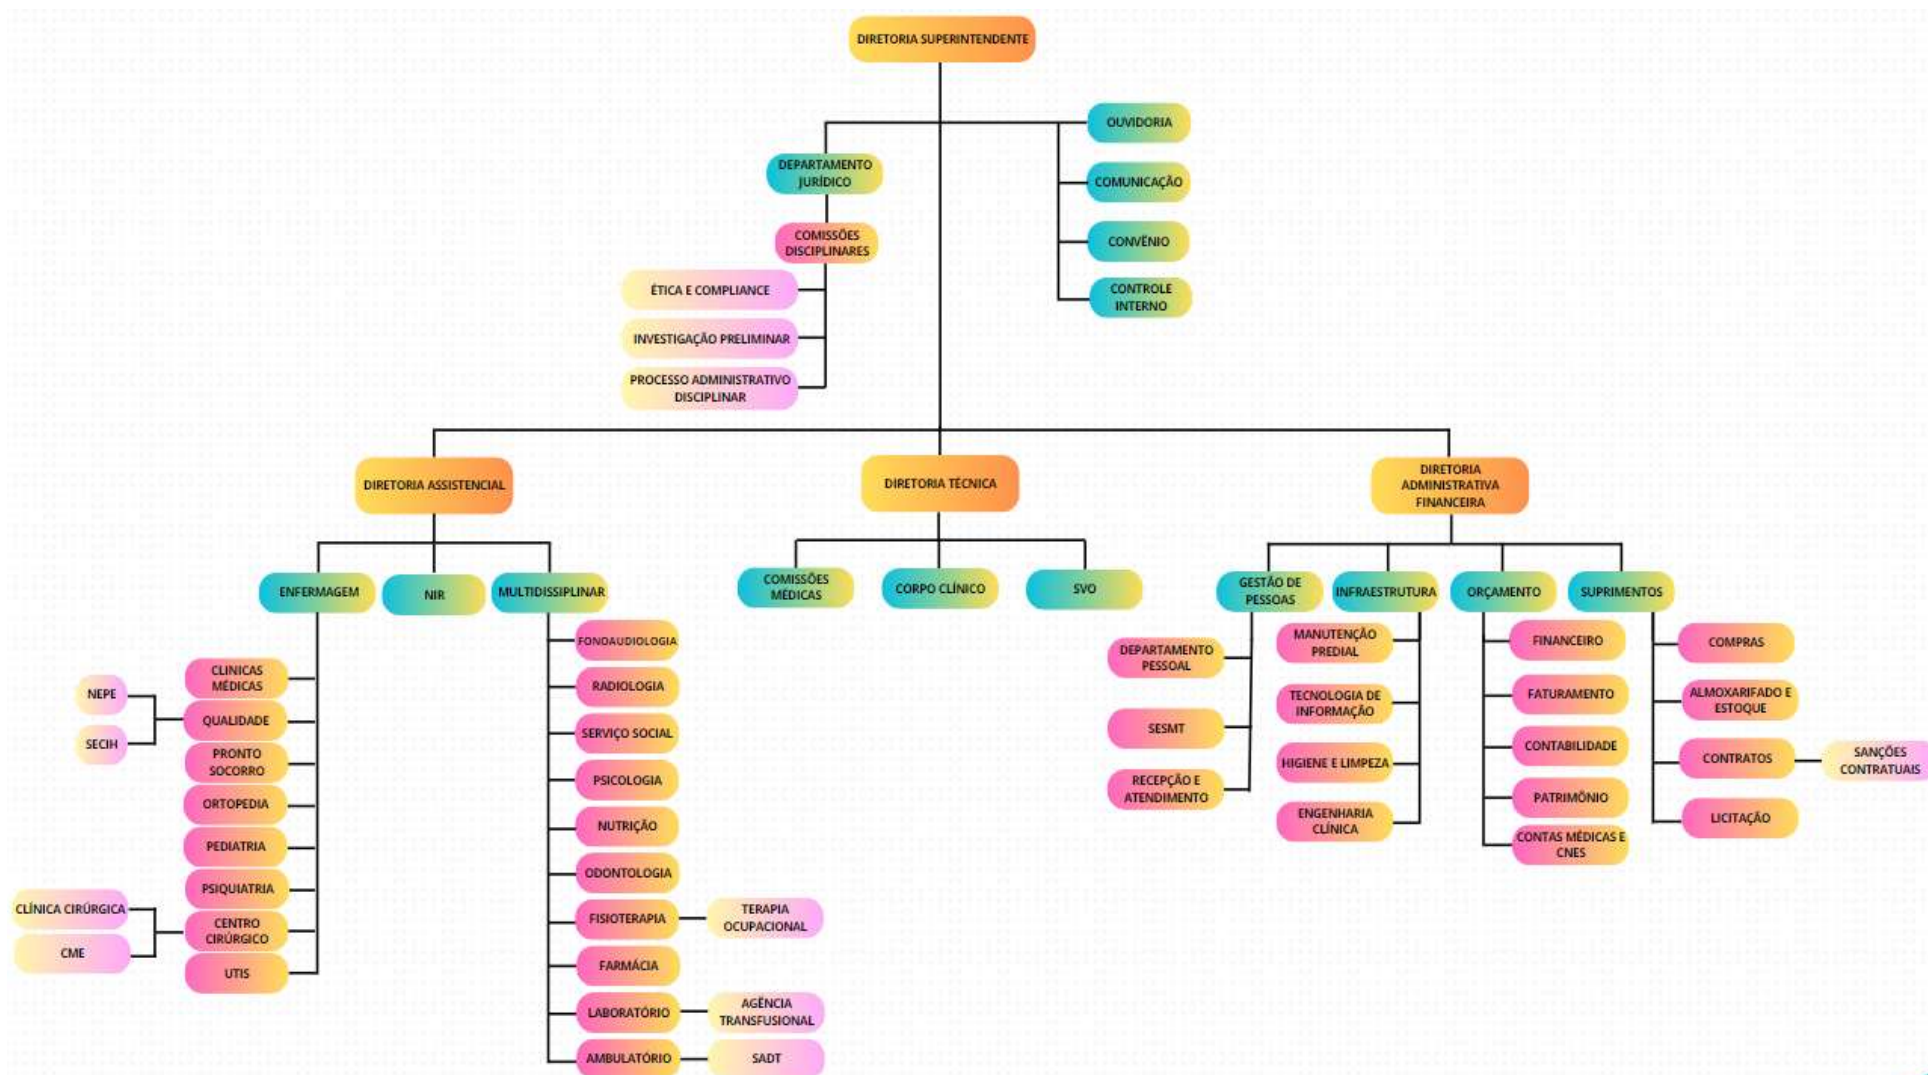 DIRETORIA SUPERINTENDENTE
OUVIDORIA
DEPARTAMENTO
JURÍDICO
COMUNICAÇÃO
COMISSÕES
DISCIPLINARES
CONVÊNIO
ÉTICA E COMPLIANCE
CONTROLE
INTERNO
INVESTIGAÇÃO PRELIMINAR
PROCESSO ADMINISTRATIVO
DISCIPLINAR
DIRETORIA ASSISTENCIAL
DIRETORIA TÉCNICA
DIRETORIA
ADMINISTRATIVA
FINANCEIRA
ENFERMAGEM
NIR
MULTIDISSIPLINAR
COMISSÕES
MÉDICAS
CORPO CLÍNICO
SVO
GESTÃO DE
PESSOAS
INFRAESTRUTURA
ORÇAMENTO
SUPRIMENTOS
CLINICAS
MÉDICAS
QUALIDADE
NEPE
SECIH
PRONTO
SOCORRO
ORTOPEDIA
PEDIATRIA
PSIQUIATRIA
CENTRO
CIRÚRGICO
CLÍNICA CIRÚRGICA
CME
UTIS
FONOAUDIOLOGIA
RADIOLOGIA
SERVIÇO SOCIAL
PSICOLOGIA
NUTRIÇÃO
ODONTOLOGIA
FISIOTERAPIA
TERAPIA
OCUPACIONAL
FARMÁCIA
LABORATÓRIO
AGÊNCIA
TRANSFUSIONAL
AMBULATÓRIO
SADT
DEPARTAMENTO
PESSOAL
SESMT
RECEPÇÃO E
ATENDIMENTO
MANUTENÇÃO
PREDIAL
TECNOLOGIA DE
INFORMAÇÃO
HIGIENE E LIMPEZA
ENGENHARIA
CLÍNICA
FINANCEIRO
FATURAMENTO
CONTABILIDADE
PATRIMÔNIO
CONTAS MÉDICAS E
CNES
COMPRAS
ALMOXARIFADO E
ESTOQUE
CONTRATOS
SANÇÕES
CONTRATUAIS
LICITAÇÃO